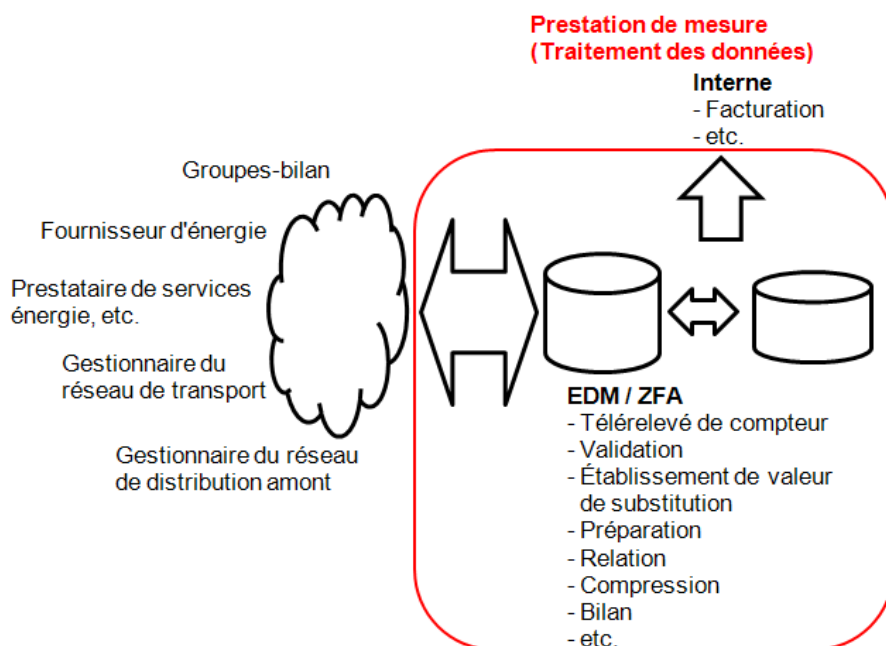 Prestation de mesure
(Traitement des données)
Interne
- Facturation
- etc.
Groupes-bilan
Fournisseur d'énergie
Prestataire de services
énergie, etc.
Gestionnaire du
réseau de transport
Gestionnaire du réseau
de distribution amont
EDM / ZFA
- Télérelevé de compteur
- Validation
- Établissement de valeur
de substitution
- Préparation
- Relation
- Compression
- Bilan
- etc.